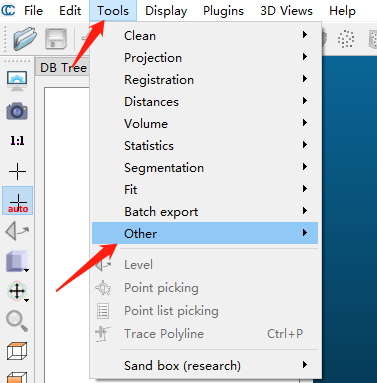 CC File Edit Tools Display Plugins 3D Views Help
DB Tree
Clean
Projection
Registration
Distances
Volume
Statistics
Segmentation
Fit
Batch export
Other
Level
Point picking
Point list picking
Trace Polyline Ctrl+P
Sand box (research)
1:1
auto